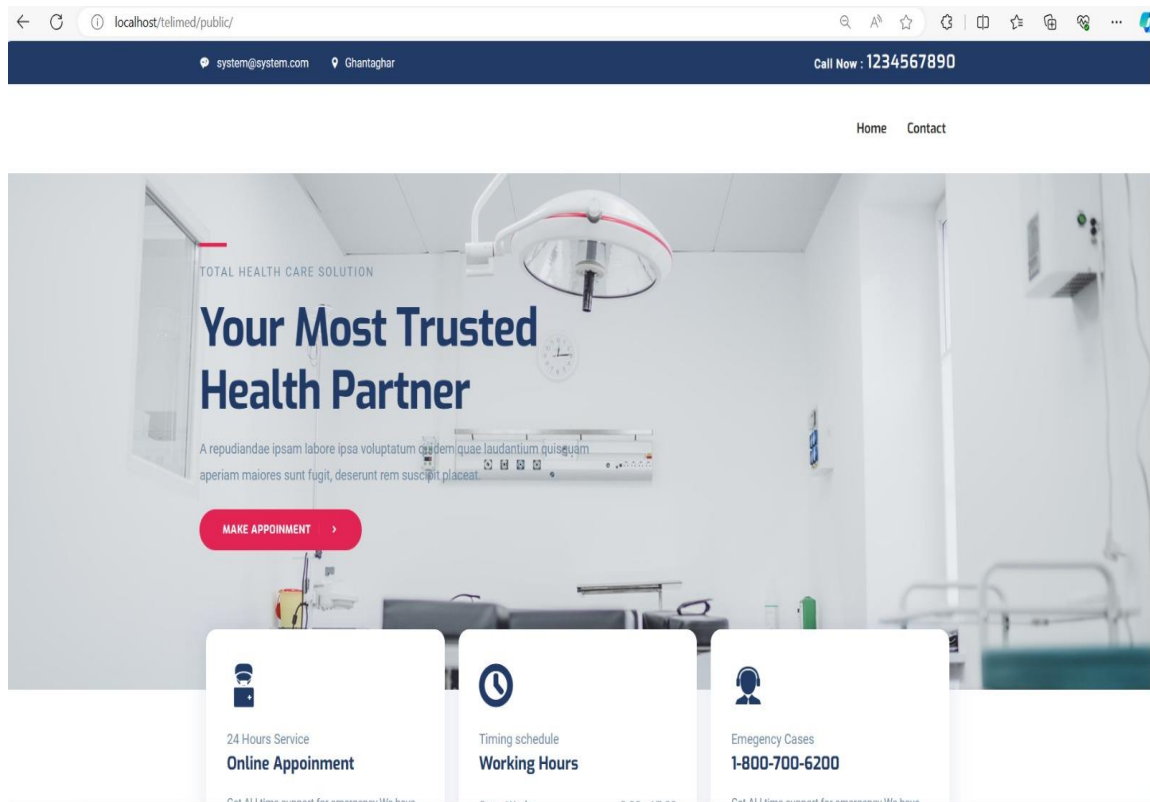 localhost/telimed/public/
system@system.com Ghantaghar Call Now : 1234567890
Home Contact
TOTAL HEALTH CARE SOLUTION
Your Most Trusted
Health Partner
A repudiandae ipsam labore ipsa voluptatum quidem quae laudantium quisquam
aperiam maiores sunt fugit, deserunt rem suscipit placeat.
MAKE APPOINMENT
24 Hours Service
Online Appoinment
Timing schedule
Working Hours
Emegency Cases
1-800-700-6200